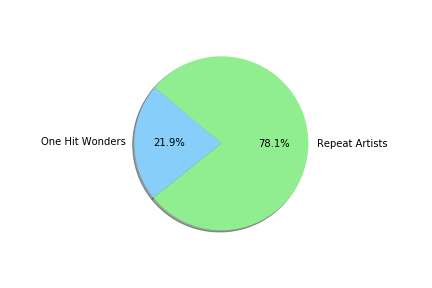 One Hit Wonders
21.9%
78.1%
Repeat Artists